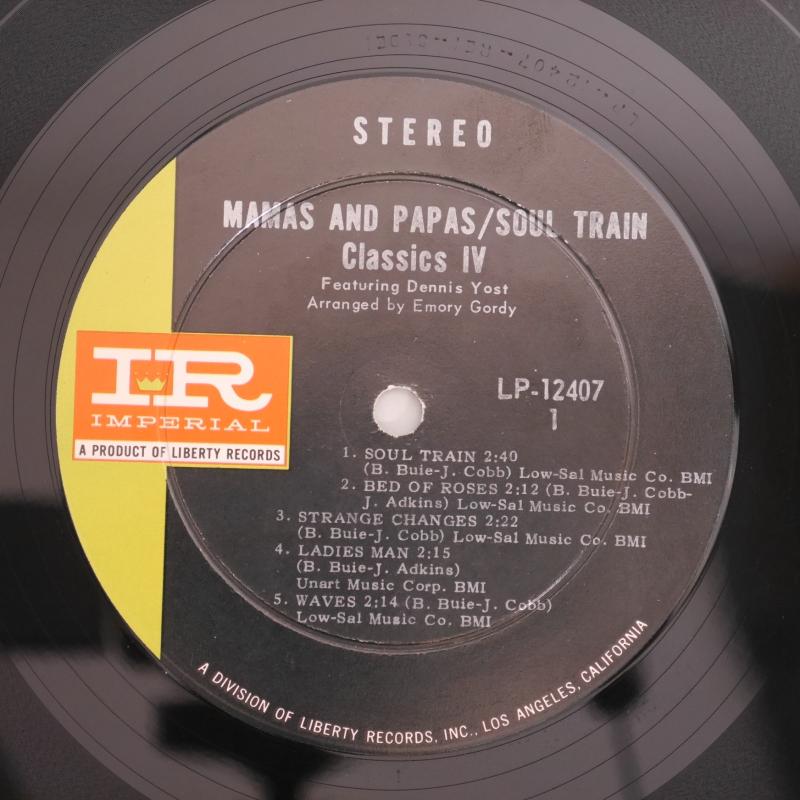 LP-12407-
STEREO
MAMAS AND PAPAS/SOUL TRAIN
Classics IV
Featuring Dennis Yost
Arranged by Emory Gordy
IR
IMPERIAL
A PRODUCT OF LIBERTY RECORDS
LP-12407
1
1. SOUL TRAIN 2:40
(B. Buie-J. Cobb) Low-Sal Music Co. BMI
2. BED OF ROSES 2:12 (B. Buie-J. Cobb-
J. Adkins) Low-Sal Music Co. BMI
3. STRANGE CHANGES 2:22
(B. Buie-J. Cobb) Low-Sal Music Co. BMI
4. LADIES MAN 2:15
(B. Buie-J. Adkins)
Unart Music Corp. BMI
5. WAVES 2:14 (B. Buie-J. Cobb)
Low-Sal Music Co. BMI
A DIVISION OF LIBERTY RECORDS, INC., LOS ANGELES, CALIFORNIA